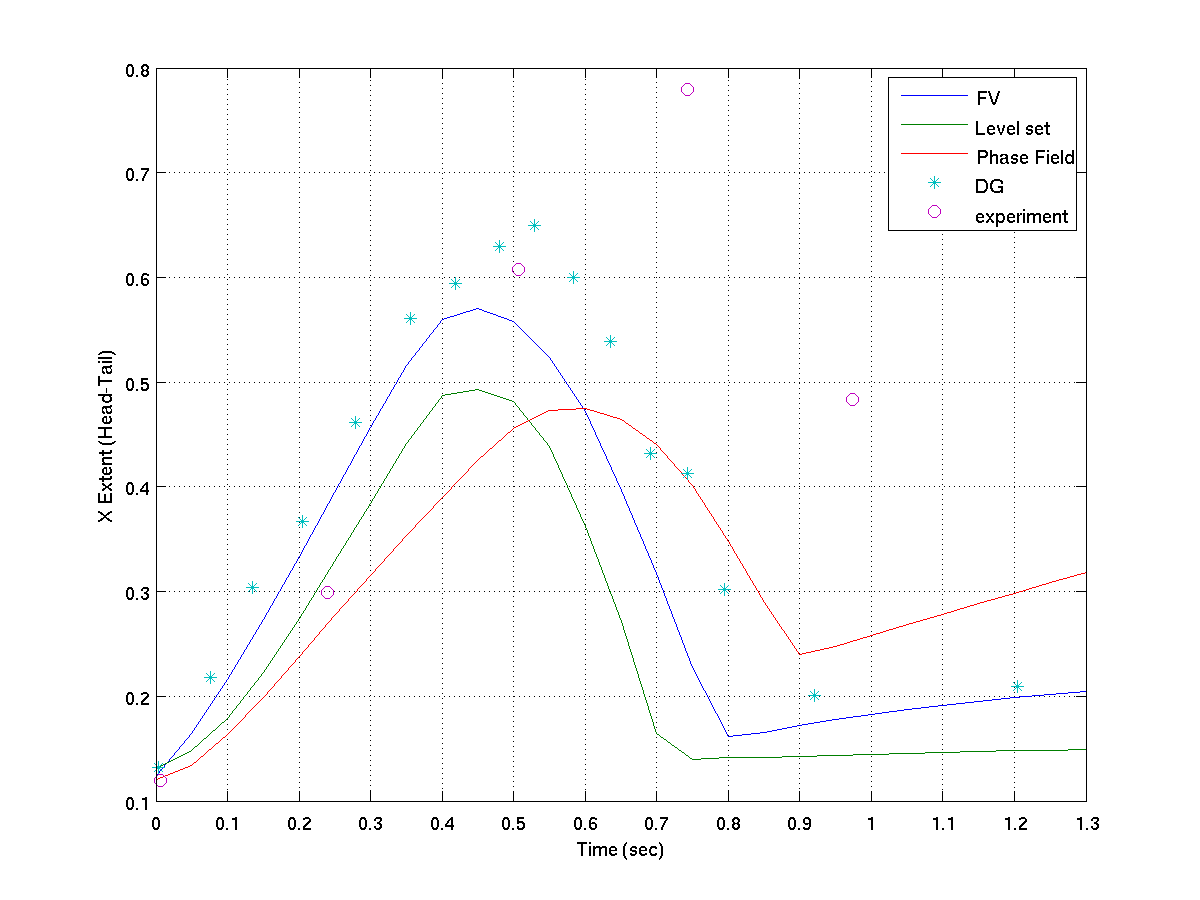 0.8
0.7
0.6
0.5
0.4
0.3
0.2
0.1
X Extent (Head-Tail)
FV
Level set
Phase Field
DG
experiment
0 0.1 0.2 0.3 0.4 0.5 0.6 0.7 0.8 0.9 1 1.1 1.2 1.3
Time (sec)